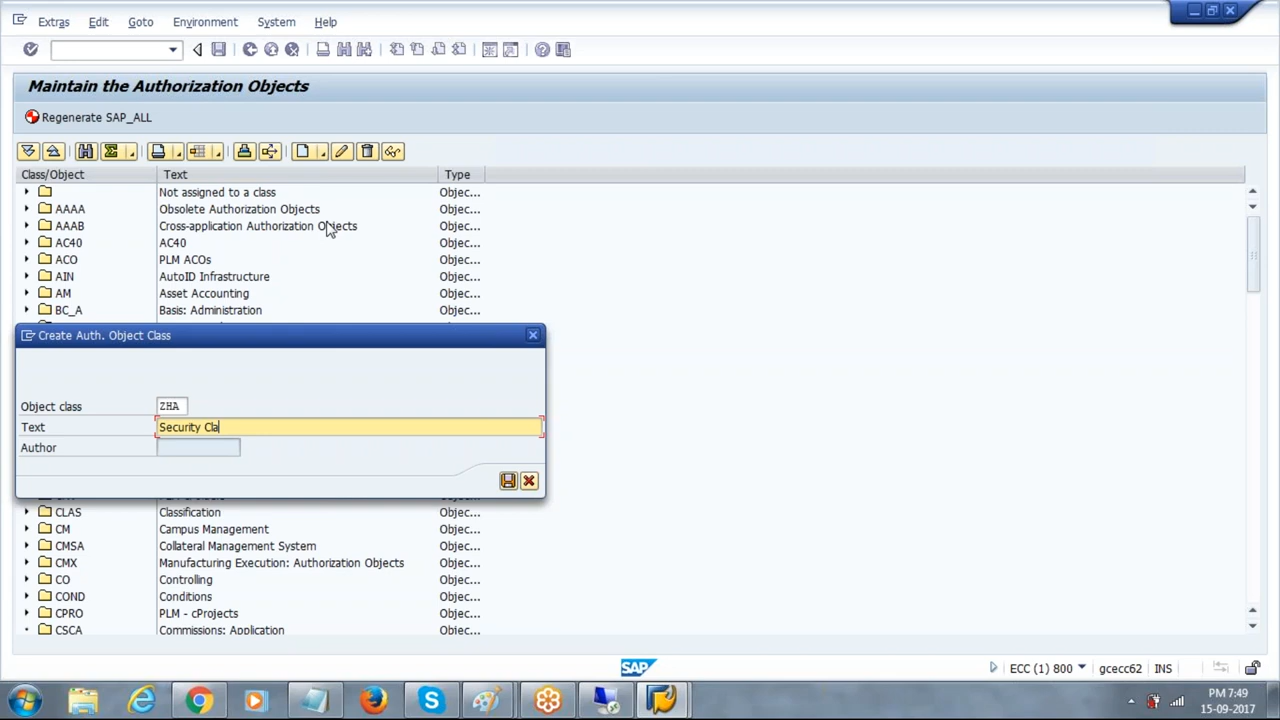 Extras Edit Goto Environment System Help
Maintain the Authorization Objects
Regenerate SAP_ALL
Class/Object Text Type
Not assigned to a class Objec...
AAAA Obsolete Authorization Objects Objec...
AAAB Cross-application Authorization Objects Objec...
AC40 AC40 Objec...
ACO PLM ACOs Objec...
AIN AutoID Infrastructure Objec...
AM Asset Accounting Objec...
BC_A Basis: Administration Objec...
Create Auth. Object Class
Object class ZHA
Text Security Cla
Author
CLAS Classification Objec...
CM Campus Management Objec...
CMSA Collateral Management System Objec...
CMX Manufacturing Execution: Authorization Objects Objec...
CO Controlling Objec...
COND Conditions Objec...
CPRO PLM - cProjects Objec...
CSCA Commissions: Application Objec...
SAP ECC (1) 800 gcecc62 INS
PM 7:49
15-09-2017